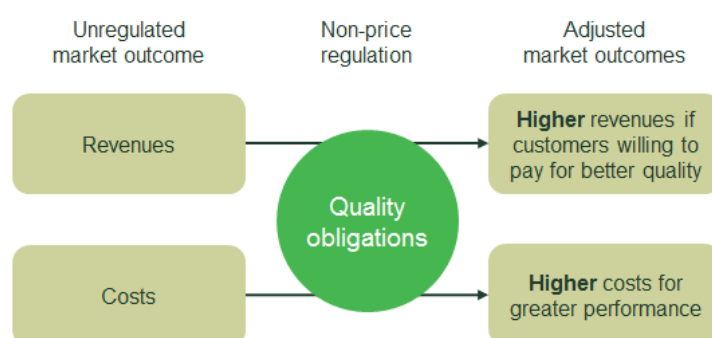 Unregulated
market outcome
Non-price
regulation
Adjusted
market outcomes
Revenues
Higher revenues if
customers willing to
pay for better quality
Quality
obligations
Costs
Higher costs for
greater performance